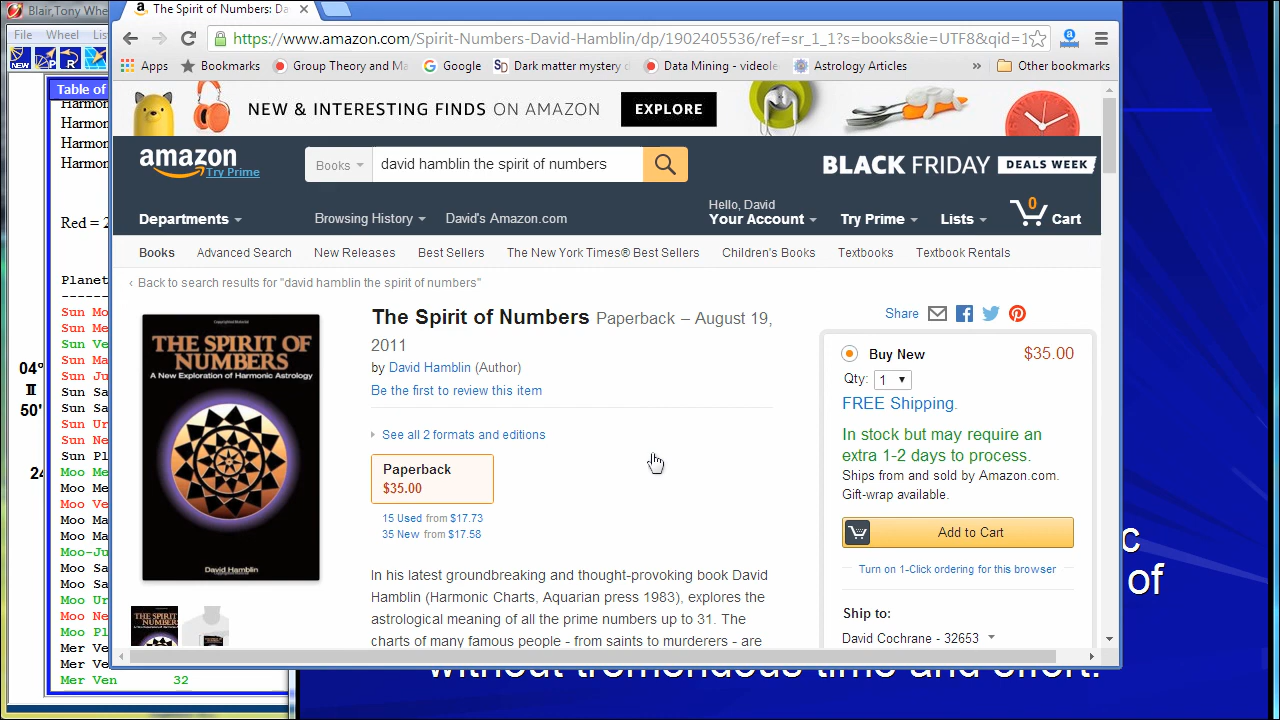 Blair,Tony Whe
File Wheel Lis
NEW P R
Table of
Harmon
Harmon
Harmon
Harmon
Red = 2
Planet
------
Sun Mo
Sun Me
Sun Ve
Sun Ma
Sun Ju
Sun Sa
Sun Sa
Sun Ur
Sun Ne
Sun Pl
Moo Me
Moo Me
Moo Ve
Moo Ma
Moo Ma
Moo-Ju
Moo Sa
Moo Sa
Moo Ur
Moo Ne
Moo Pl
Mer Ve
Mer Ve
Mer Ven 32
04°
II
50'
24
The Spirit of Numbers: Da
https://www.amazon.com/Spirit-Numbers-David-Hamblin/dp/1902405536/ref=sr_1_1?s=books&ie=UTF8&qid=1
Apps Bookmarks Group Theory and Ma Google Dark matter mystery d Data Mining - schole Astrology Articles » Other bookmarks
NEW & INTERESTING FINDS ON AMAZON EXPLORE
amazon
Try Prime
Books david hamblin the spirit of numbers
BLACK FRIDAY DEALS WEEK
Departments Browsing History David's Amazon.com
Hello, David
Your Account Try Prime Lists 0 Cart
Books Advanced Search New Releases Best Sellers The New York Times® Best Sellers Children's Books Textbooks Textbook Rentals
‹ Back to search results for "david hamblin the spirit of numbers"
THE SPIRIT OF
NUMBERS
A New Exploration of Harmonic Astrology
David Hamblin
The Spirit of Numbers Paperback – August 19,
2011
by David Hamblin (Author)
Be the first to review this item
See all 2 formats and editions
Paperback
$35.00
15 Used from $17.73
35 New from $17.58
In his latest groundbreaking and thought-provoking book David
Hamblin (Harmonic Charts, Aquarian press 1983), explores the
astrological meaning of all the prime numbers up to 31. The
charts of many famous people - from saints to murderers - are
Share
Buy New $35.00
Qty: 1
FREE Shipping.
In stock but may require an
extra 1-2 days to process.
Ships from and sold by Amazon.com.
Gift-wrap available.
Add to Cart
Turn on 1-Click ordering for this browser
Ship to:
David Cochrane - 32653
c
of
without tremendous time and effort.